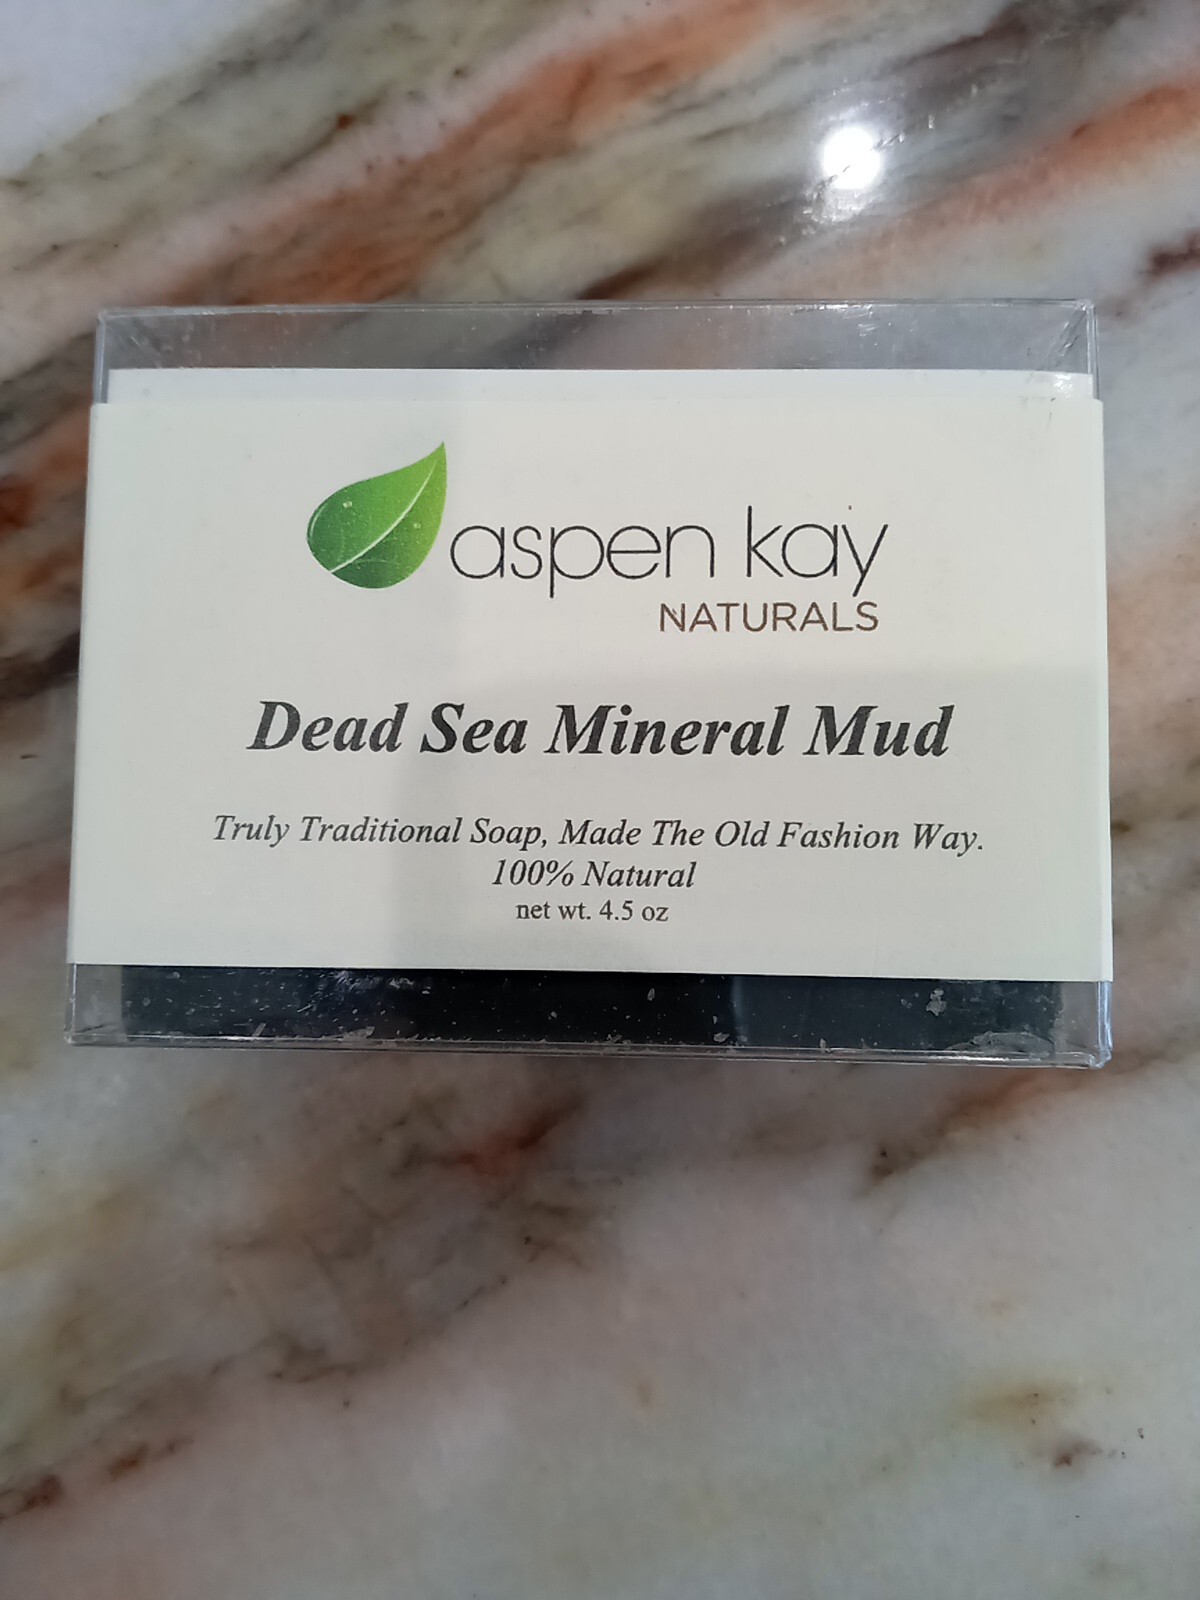 aspen kay
NATURALS
Dead Sea Mineral Mud
Truly Traditional Soap, Made The Old Fashion Way.
100% Natural
net wt. 4.5 oz